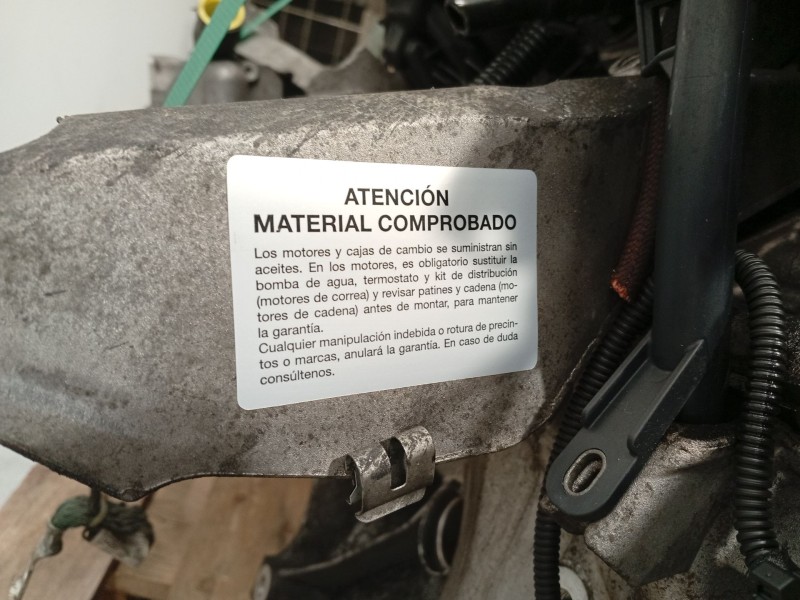 ATENCIÓN
MATERIAL COMPROBADO
Los motores y cajas de cambio se suministran sin
aceites. En los motores, es obligatorio sustituir la
bomba de agua, termostato y kit de distribución
(motores de correa) y revisar patines y cadena (mo-
tores de cadena) antes de montar, para mantener
la garantía.
Cualquier manipulación indebida o rotura de precin-
tos o marcas, anulará la garantía. En caso de duda
consúltenos.